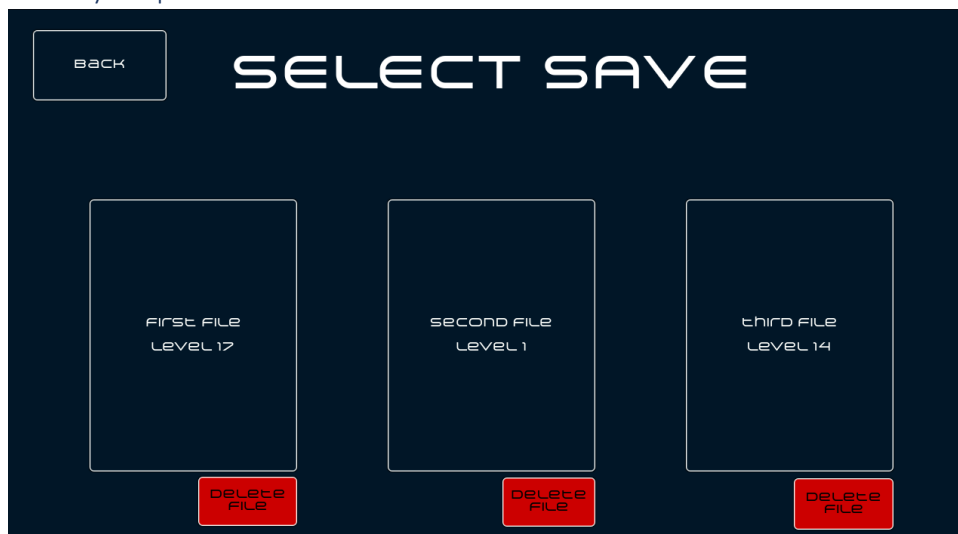 Back
SELECT SAVE
First File
Level 17
Second File
Level 1
Third File
Level 14
Delete
File
Delete
File
Delete
File